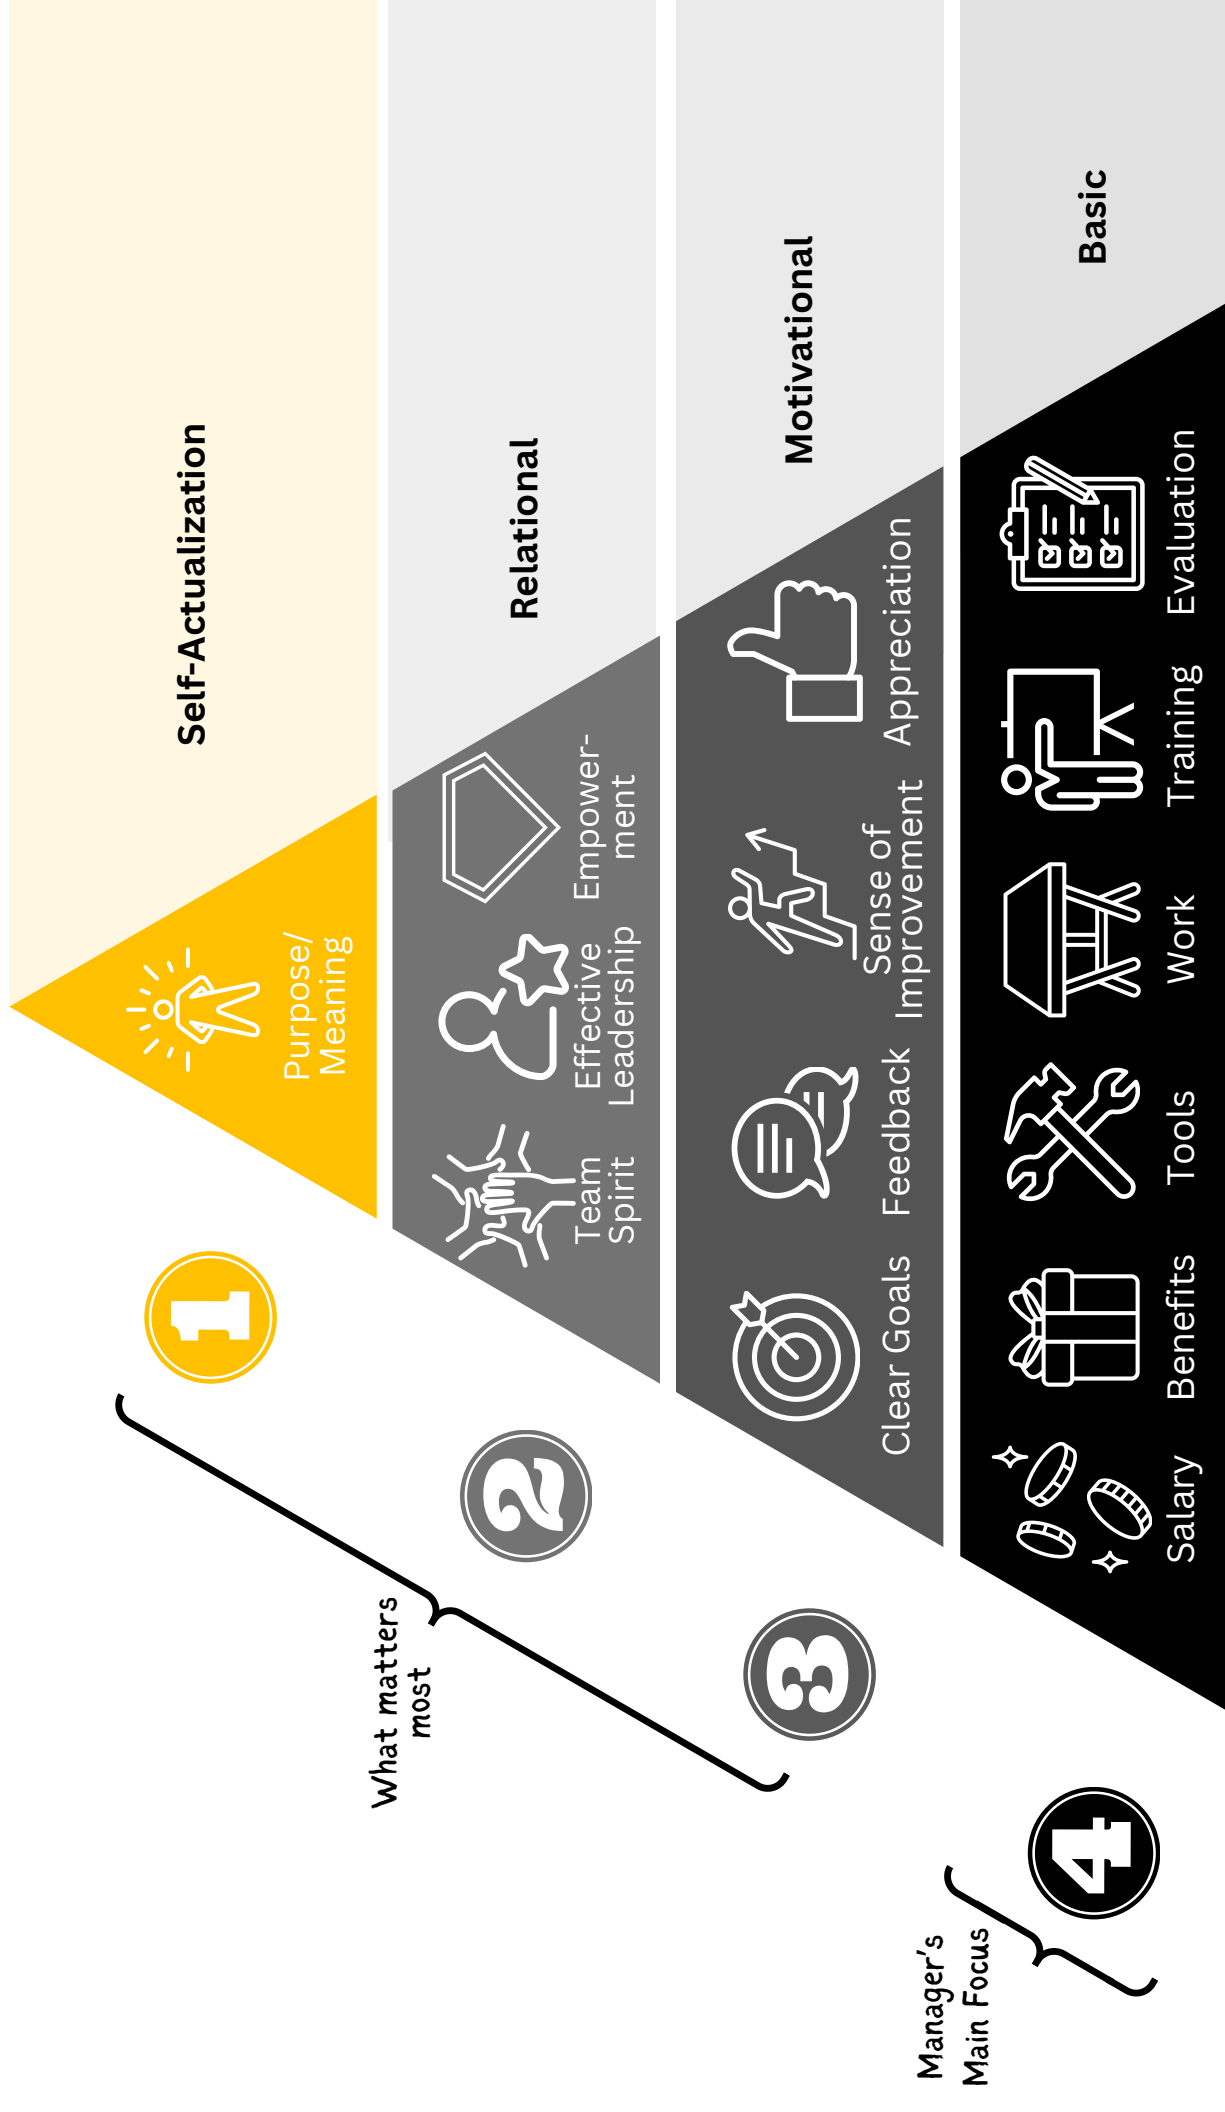 Self-Actualization
1
Purpose/
Meaning
Relational
2
Team
Spirit
Effective
Leadership
Empower-
ment
What matters
most
Motivational
3
Clear Goals
Feedback
Sense of
Improvement
Appreciation
Basic
4
Manager's
Main Focus
Salary
Benefits
Tools
Work
Training
Evaluation